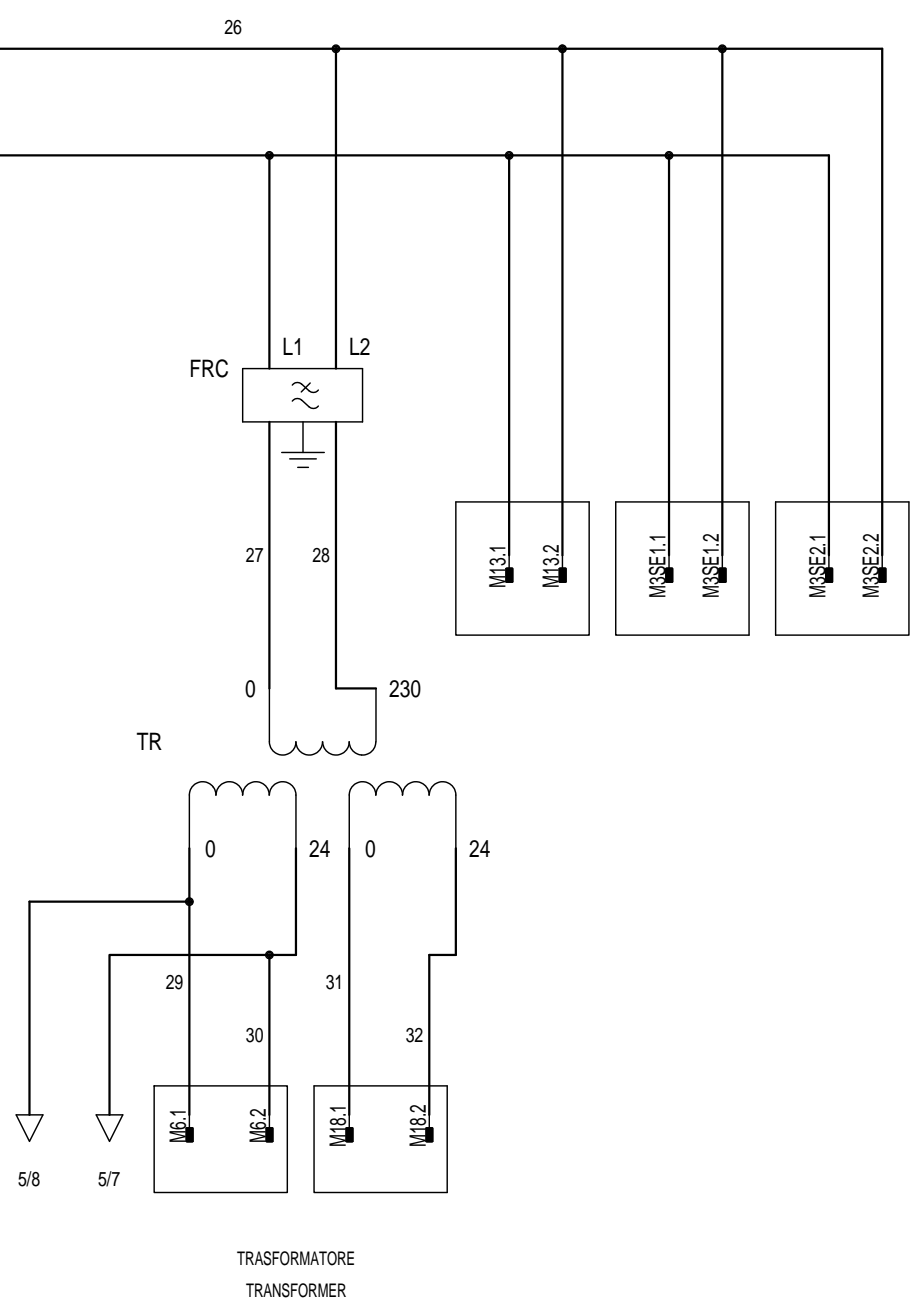 26
L1 L2
FRC
27 28
M13.1 M13.2 M3SE1.1 M3SE1.2 M3SE2.1 M3SE2.2
0 230
TR
0 24 0 24
29 31
30 32
M6.1 M6.2 M18.1 M18.2
5/8 5/7
TRASFORMATORE
TRANSFORMER